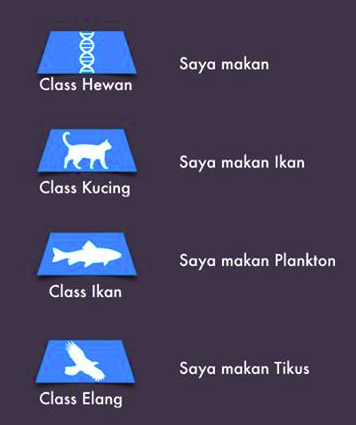 Class Hewan
Saya makan
Class Kucing
Saya makan Ikan
Class Ikan
Saya makan Plankton
Class Elang
Saya makan Tikus